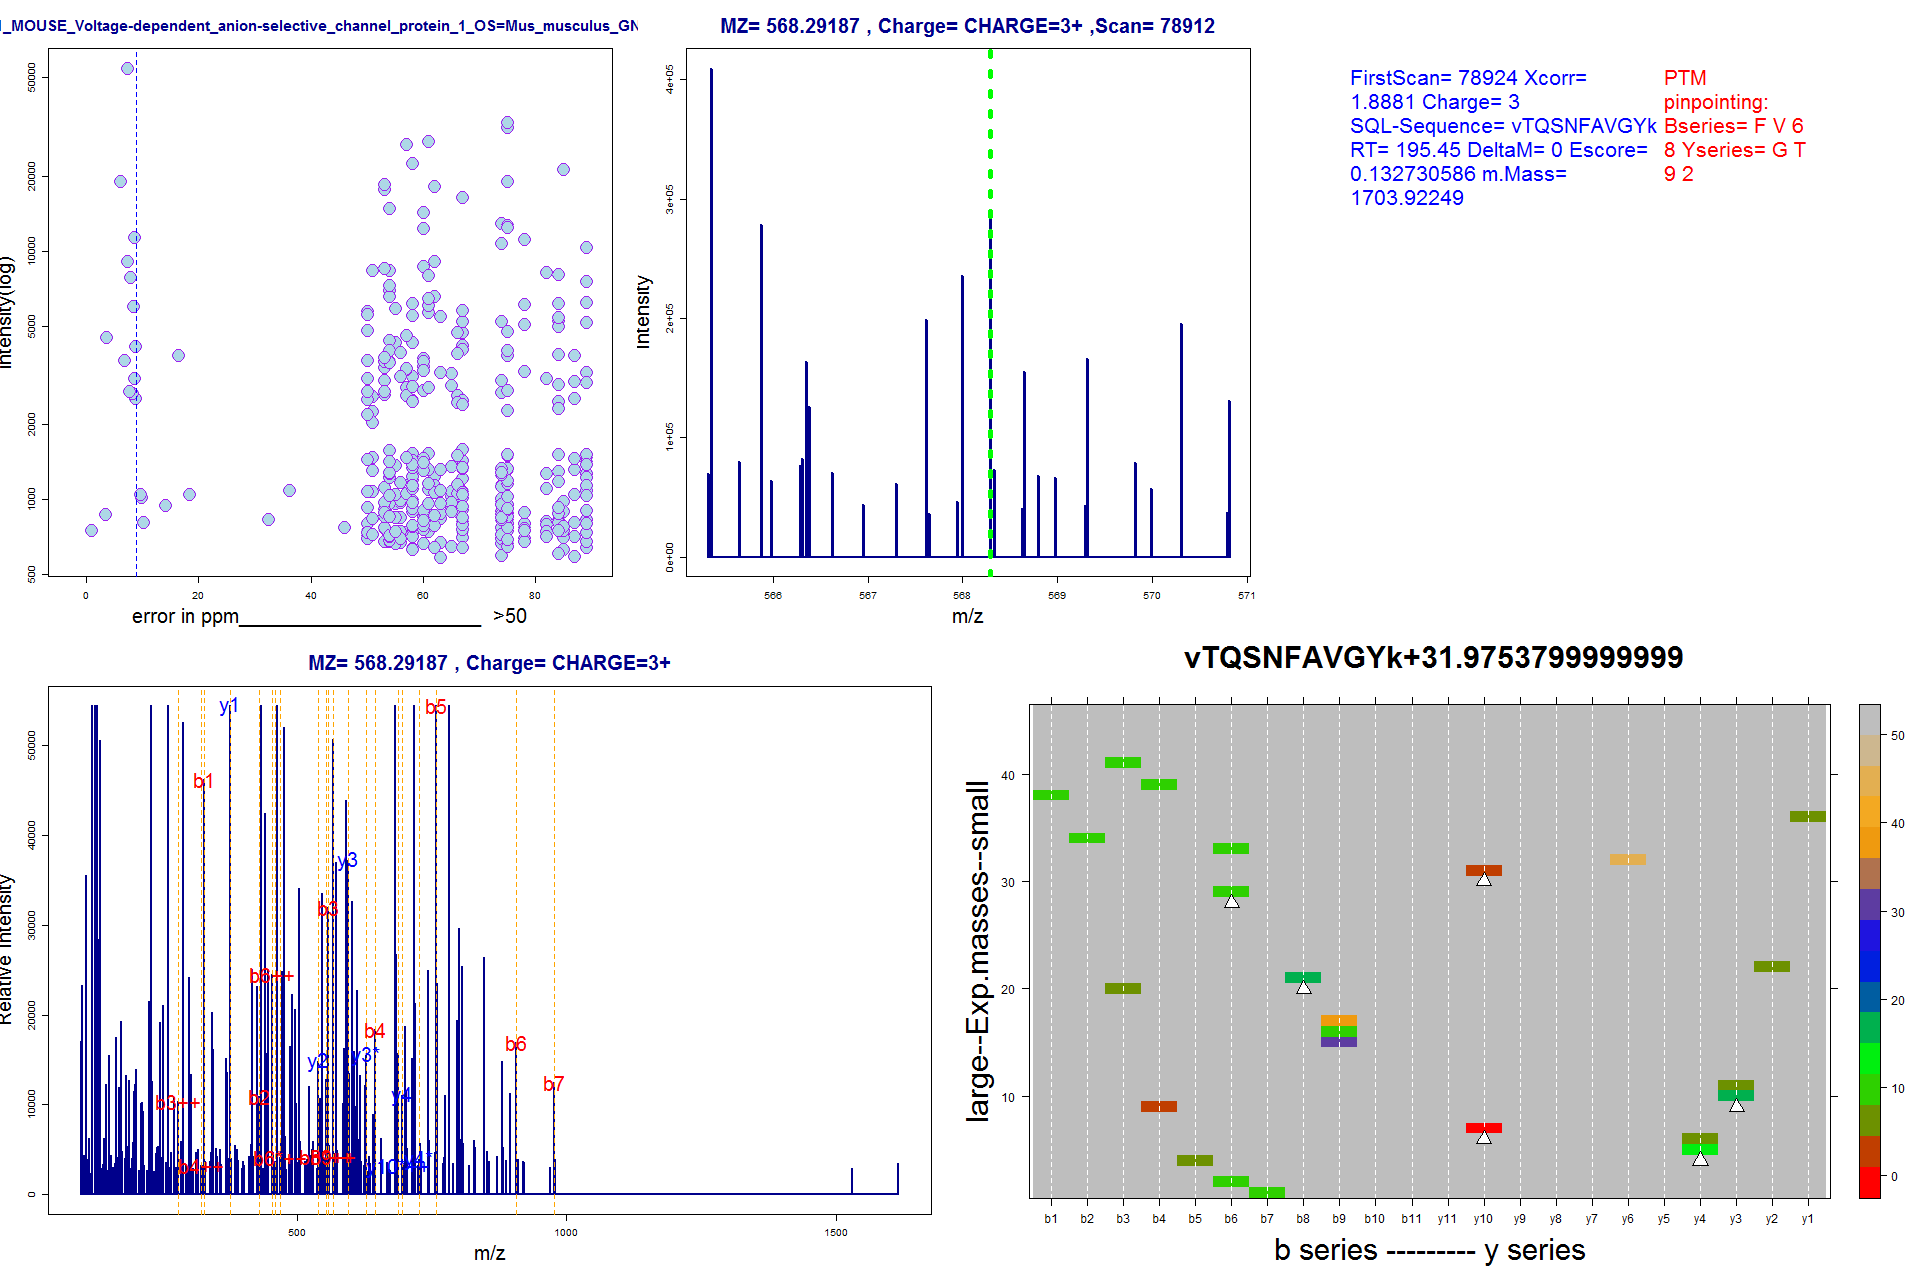 1_MOUSE_Voltage-dependent_anion-selective_channel_protein_1_OS=Mus_musculus_GN
Intensity(log)
50000
20000
10000
5000
2000
1000
500
0 20 40 60 80
error in ppm______________________ >50
MZ= 568.29187 , Charge= CHARGE=3+ ,Scan= 78912
Intensity
4e+05
3e+05
2e+05
1e+05
0e+00
566 567 568 569 570 571
m/z
FirstScan= 78924 Xcorr=
1.8881 Charge= 3
SQL-Sequence= vTQSNFAVGYk
RT= 195.45 DeltaM= 0 Escore=
0.132730586 m.Mass=
1703.92249
PTM
pinpointing:
Bseries= F V 6
8 Yseries= G T
9 2
MZ= 568.29187 , Charge= CHARGE=3+
Relative Intensity
50000
40000
30000
20000
10000
0
y1
b5
b1
y3
b3
b6++
b4
y3*
y2
b6
b7
y4
b2
b3++
b4++
500 1000 1500
m/z
vTQSNFAVGYk+31.9753799999999
large--Exp.masses--small
40
30
20
10
b1 b2 b3 b4 b5 b6 b7 b8 b9 b10 b11 y11 y10 y9 y8 y7 y6 y5 y4 y3 y2 y1
b series --------- y series
50
40
30
20
10
0